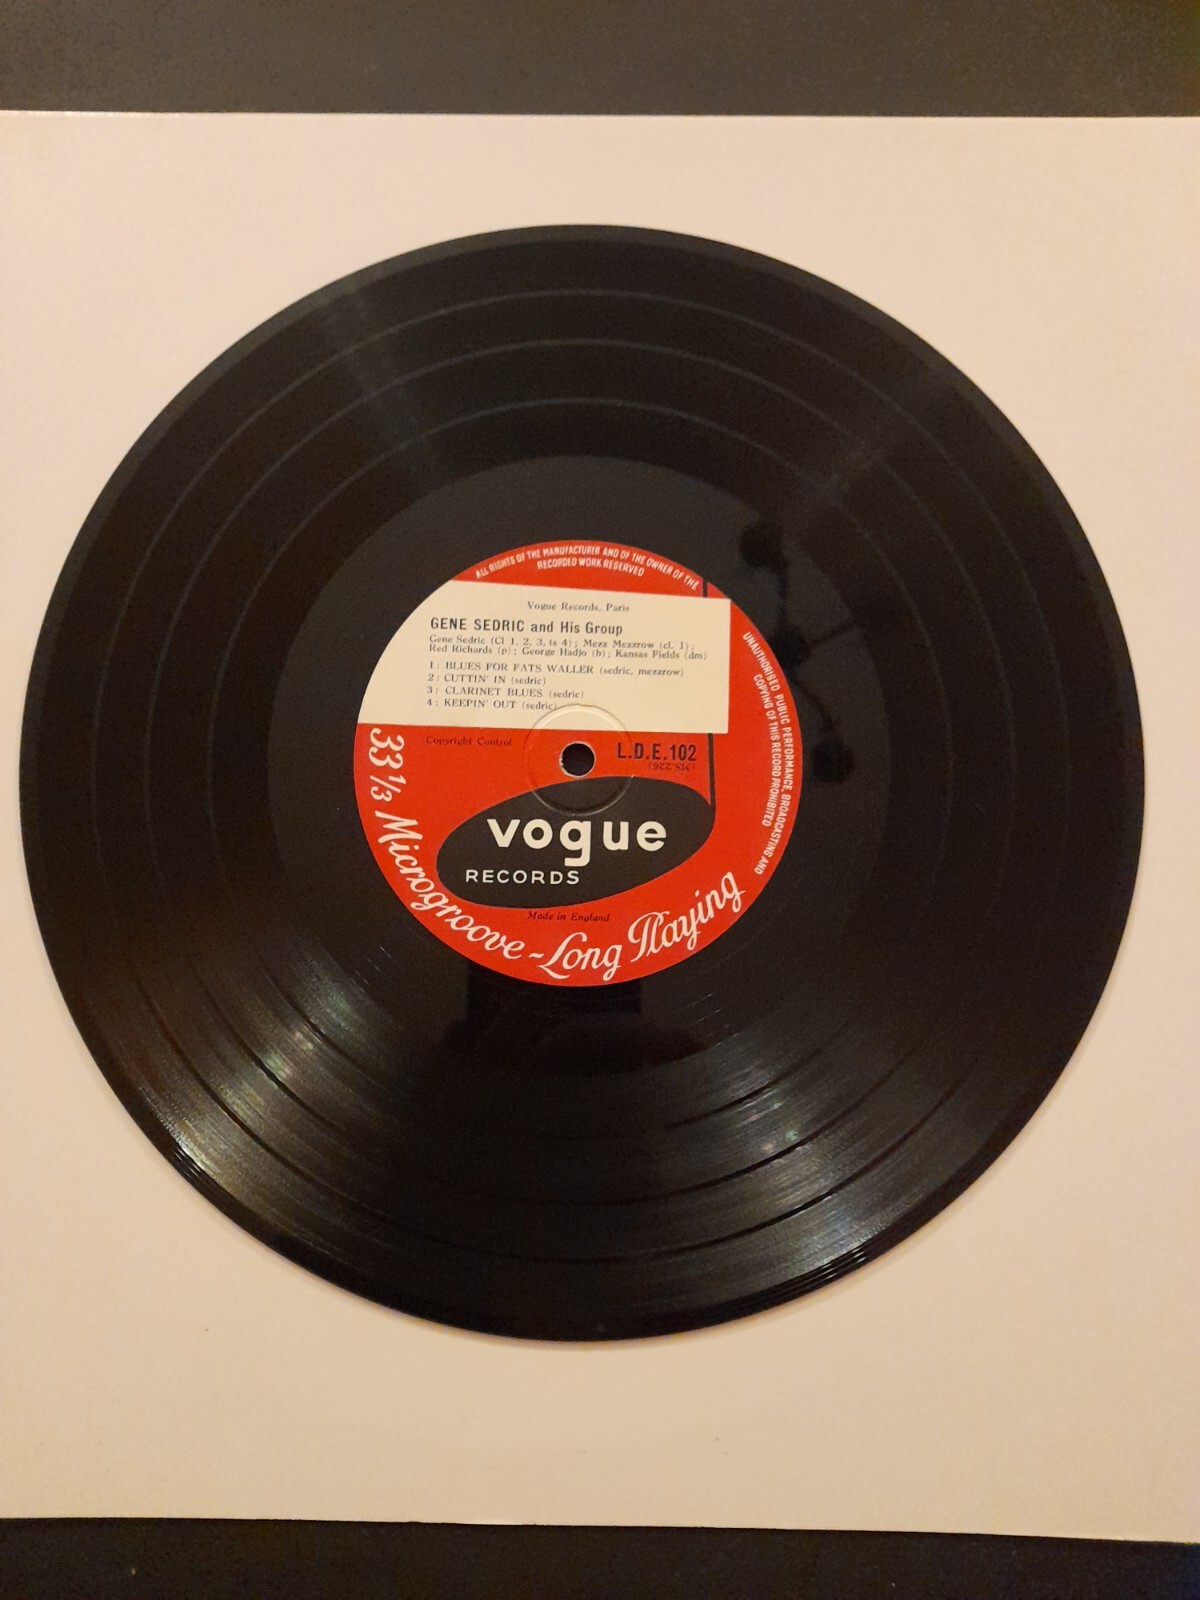 ALL RIGHTS OF THE MANUFACTURER AND OF THE OWNER OF THE
RECORDED WORK RESERVED
Vogue Records, Paris
GENE SEDRIC and His Group
Gene Sedric (Cl 1, 2, 3, ts 4) ; Mezz Mezzrow (cl. 1) ;
Red Richards (p) ; George Hadjo (b) ; Kansas Fields (dm)
1 : BLUES FOR FATS WALLER (sedric, mezzrow)
2 : CUTTIN' IN (sedric)
3 : CLARINET BLUES (sedric)
4 : KEEPIN' OUT (sedric)
Copyright Control
L.D.E.102
(MS.226)
vogue
RECORDS
Made in England
33⅓ Microgroove - Long Playing
UNAUTHORISED PUBLIC PERFORMANCE, BROADCASTING AND
COPYING OF THIS RECORD PROHIBITED